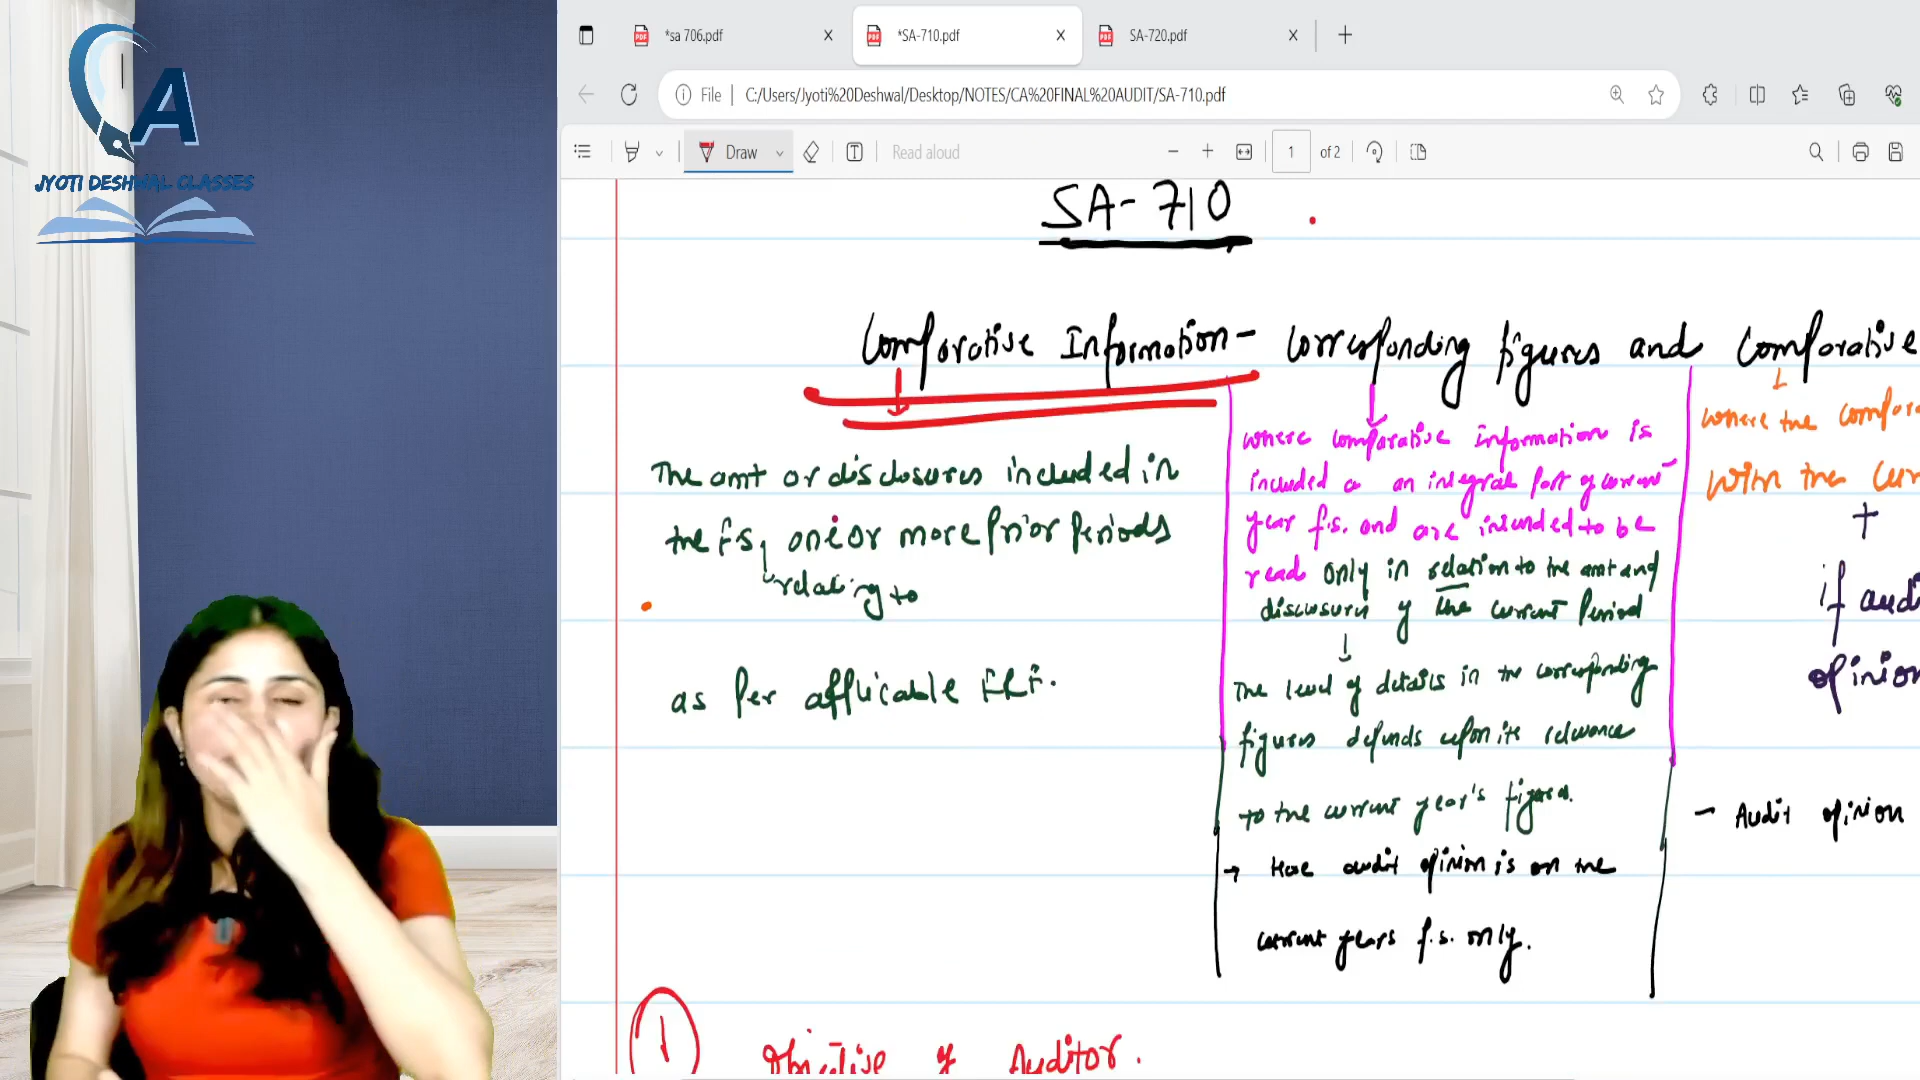 CA
JYOTI DESHWAL CLASSES
*sa 706.pdf
*SA-710.pdf
SA-720.pdf
File
C:/Users/Jyoti%20Deshwal/Desktop/NOTES/CA%20FINAL%20AUDIT/SA-710.pdf
Draw
Read aloud
1 of 2
SA-710
Comparative Information - Corresponding figures and Comparative
The amt or disclosures included in
the F.S. one or more Prior Periods
relating to
as Per applicable FRF.
where comparative Information is
included as an integral part of current
year f.s. and are intended to be
read only in relation to the amt and
disclosures of the current Period
The level of details in the corresponding
figures depends upon its relevance
to the current year's figures.
→ Here audit opinion is on the
current years f.s. only.
where the compara
with the curr
+
if audi
opinion
- Audit opinion
1
Objective of Auditor.